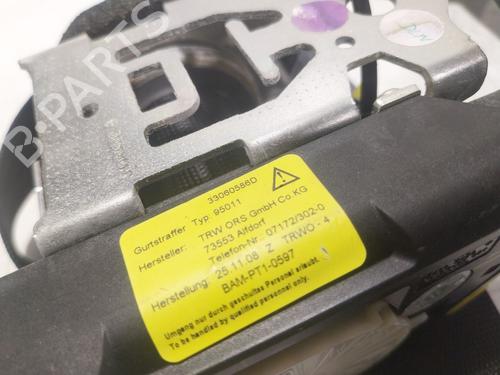 33060586D
Gurtstraffer Typ: 95011
Hersteller: TRW ORS GmbH Co KG
73553 Alfdorf
Telefon-Nr.: 07172/302-0
Herstellung: 25.11.08 Z TRWO - 4
BAM-PT1-0597
Umgang nur durch geschultes Personal erlaubt.
To be handled by qualified personnel only.
B-PARTS